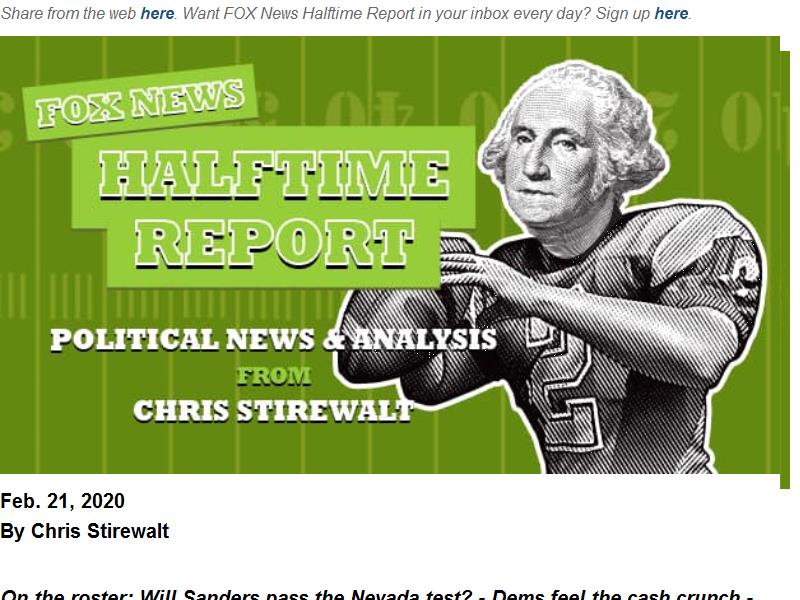 Share from the web here. Want FOX News Halftime Report in your inbox every day? Sign up here.
FOX NEWS
HALFTIME
REPORT
POLITICAL NEWS & ANALYSIS
FROM
CHRIS STIREWALT
Feb. 21, 2020
By Chris Stirewalt
On the roster: Will Sanders pass the Nevada test? - Dems feel the cash crunch -